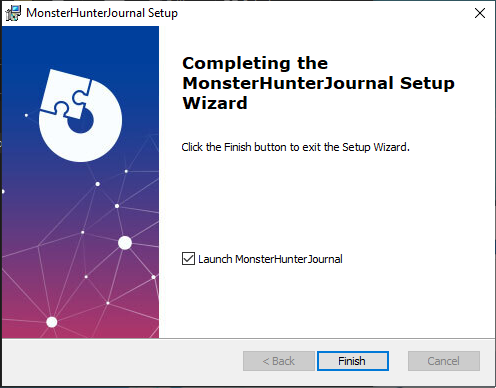 MonsterHunterJournal Setup
Completing the
MonsterHunterJournal Setup
Wizard
Click the Finish button to exit the Setup Wizard.
Launch MonsterHunterJournal
< Back
Finish
Cancel